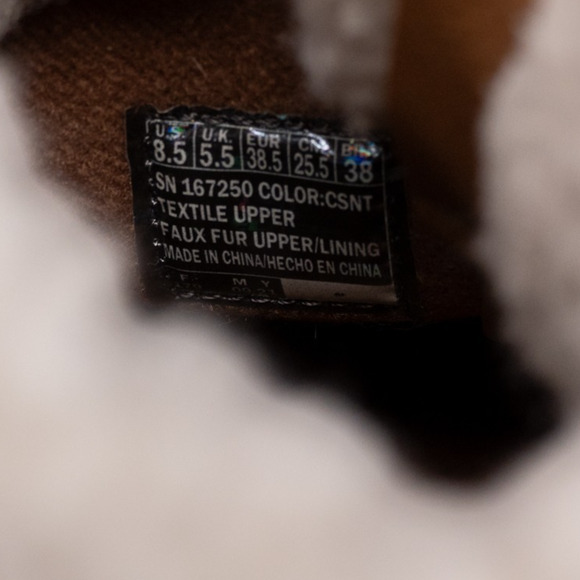 U.S. U.K EUR CM BRA
8.5 5.5 38.5 25.5 38
SN 167250 COLOR:CSNT
TEXTILE UPPER
FAUX FUR UPPER/LINING
MADE IN CHINA/HECHO EN CHINA
F M Y